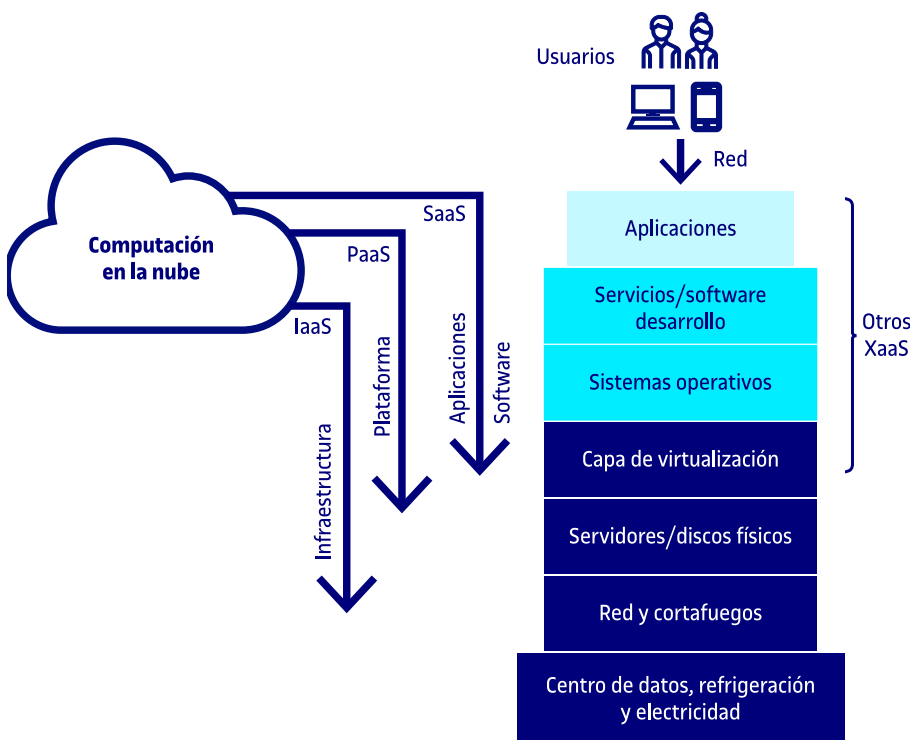 Usuarios
Red
Computación
en la nube
SaaS
PaaS
IaaS
Infraestructura
Plataforma
Aplicaciones
Software
Aplicaciones
Servicios/software
desarrollo
Sistemas operativos
Capa de virtualización
Servidores/discos físicos
Red y cortafuegos
Centro de datos, refrigeración
y electricidad
Otros
XaaS